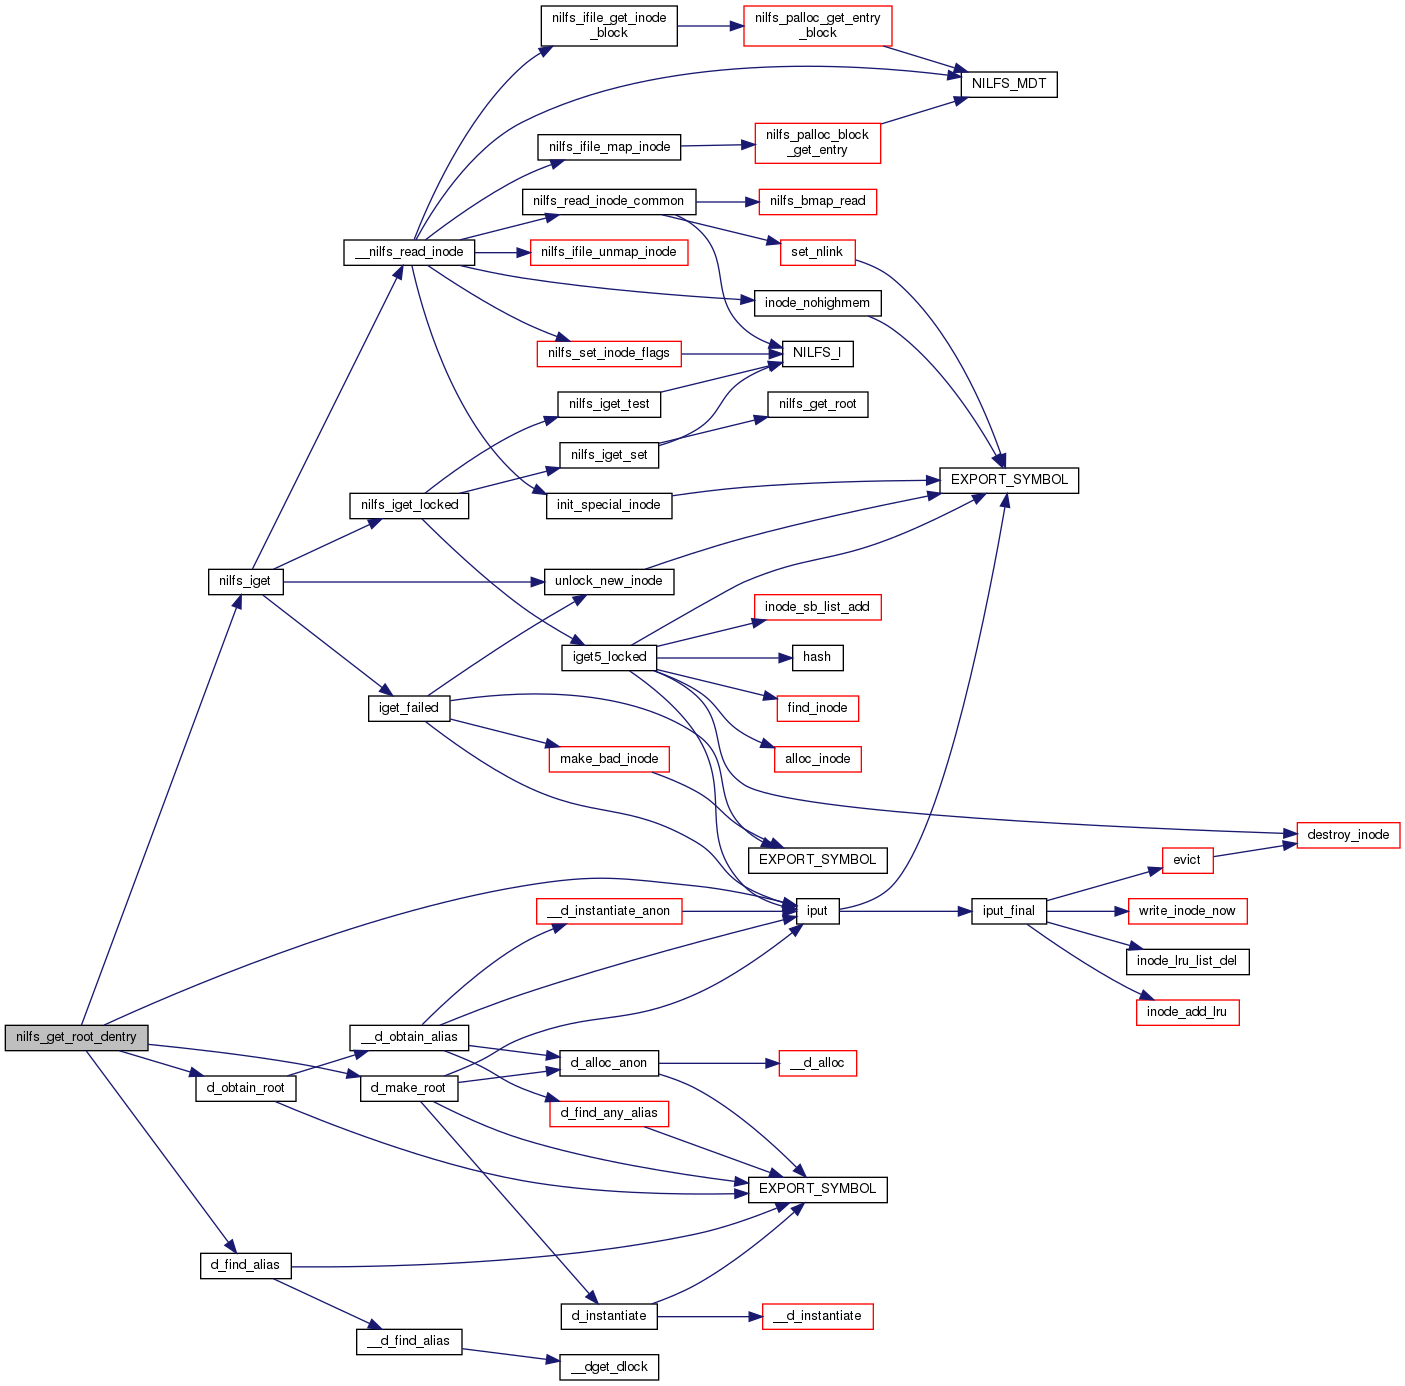 nilfs_ifile_get_inode
_block
nilfs_palloc_get_entry
_block
NILFS_MDT
nilfs_ifile_map_inode
nilfs_palloc_block
_get_entry
nilfs_read_inode_common
nilfs_bmap_read
__nilfs_read_inode
nilfs_ifile_unmap_inode
set_nlink
inode_nohighmem
nilfs_set_inode_flags
NILFS_I
nilfs_iget_test
nilfs_get_root
nilfs_iget_set
EXPORT_SYMBOL
nilfs_iget_locked
init_special_inode
nilfs_iget
unlock_new_inode
inode_sb_list_add
iget5_locked
hash
iget_failed
find_inode
make_bad_inode
alloc_inode
destroy_inode
EXPORT_SYMBOL
evict
__d_instantiate_anon
iput
iput_final
write_inode_now
inode_lru_list_del
inode_add_lru
nilfs_get_root_dentry
__d_obtain_alias
d_alloc_anon
__d_alloc
d_obtain_root
d_make_root
d_find_any_alias
EXPORT_SYMBOL
d_find_alias
d_instantiate
__d_instantiate
__d_find_alias
__dget_dlock